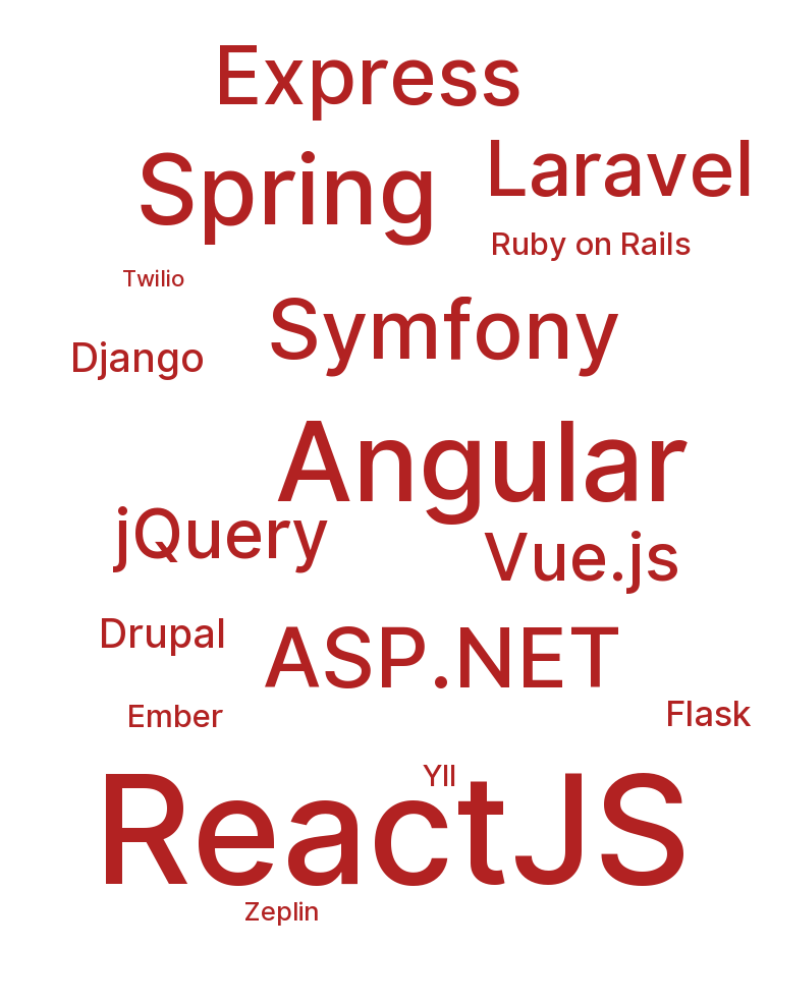 Express
Spring
Laravel
Ruby on Rails
Twilio
Symfony
Django
Angular
jQuery
Vue.js
Drupal
ASP.NET
Ember
Flask
YII
ReactJS
Zeplin